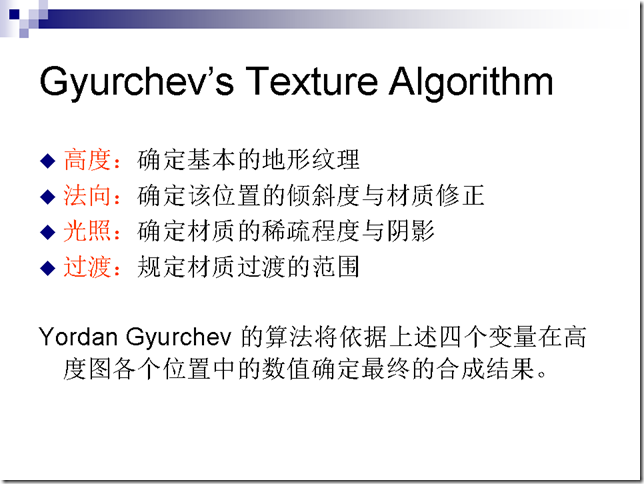 Gyurchev’s Texture Algorithm
高度：确定基本的地形纹理
法向：确定该位置的倾斜度与材质修正
光照：确定材质的稀疏程度与阴影
过渡：规定材质过渡的范围
Yordan Gyurchev 的算法将依据上述四个变量在高
度图各个位置中的数值确定最终的合成结果。